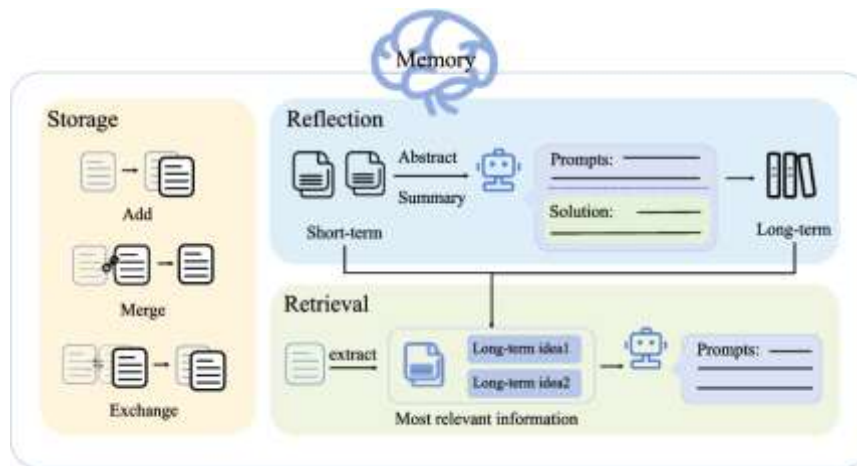 Memory
Storage
Add
Merge
Exchange
Reflection
Abstract
Summary
Short-term
Prompts:
Solution:
Long-term
Retrieval
extract
Long-term idea1
Long-term idea2
Most relevant information
Prompts: